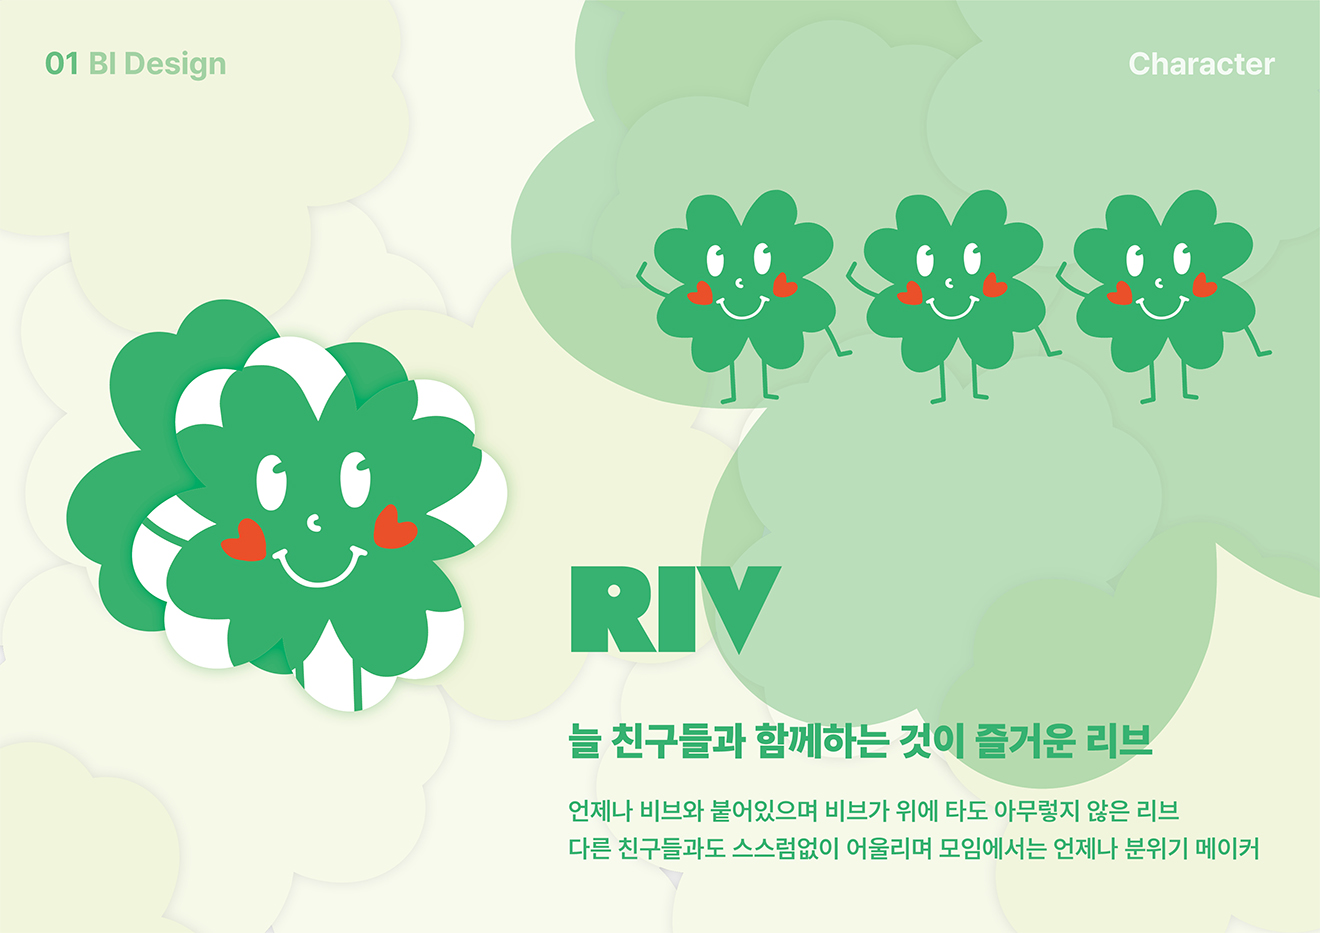 01 BI Design
Character
RIV
늘 친구들과 함께하는 것이 즐거운 리브
언제나 비브와 붙어있으며 비브가 위에 타도 아무렇지 않은 리브
다른 친구들과도 스스럼없이 어울리며 모임에서는 언제나 분위기 메이커